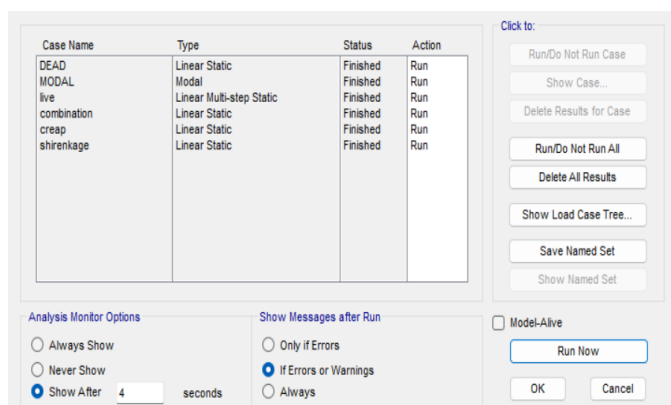 Case Name Type Status Action
DEAD Linear Static Finished Run
MODAL Modal Finished Run
live Linear Multi-step Static Finished Run
combination Linear Static Finished Run
creap Linear Static Finished Run
shirenkage Linear Static Finished Run
Click to:
Run/Do Not Run Case
Show Case...
Delete Results for Case
Run/Do Not Run All
Delete All Results
Show Load Case Tree...
Save Named Set
Show Named Set
Analysis Monitor Options
Always Show
Never Show
Show After 4 seconds
Show Messages after Run
Only if Errors
If Errors or Warnings
Always
Model-Alive
Run Now
OK Cancel